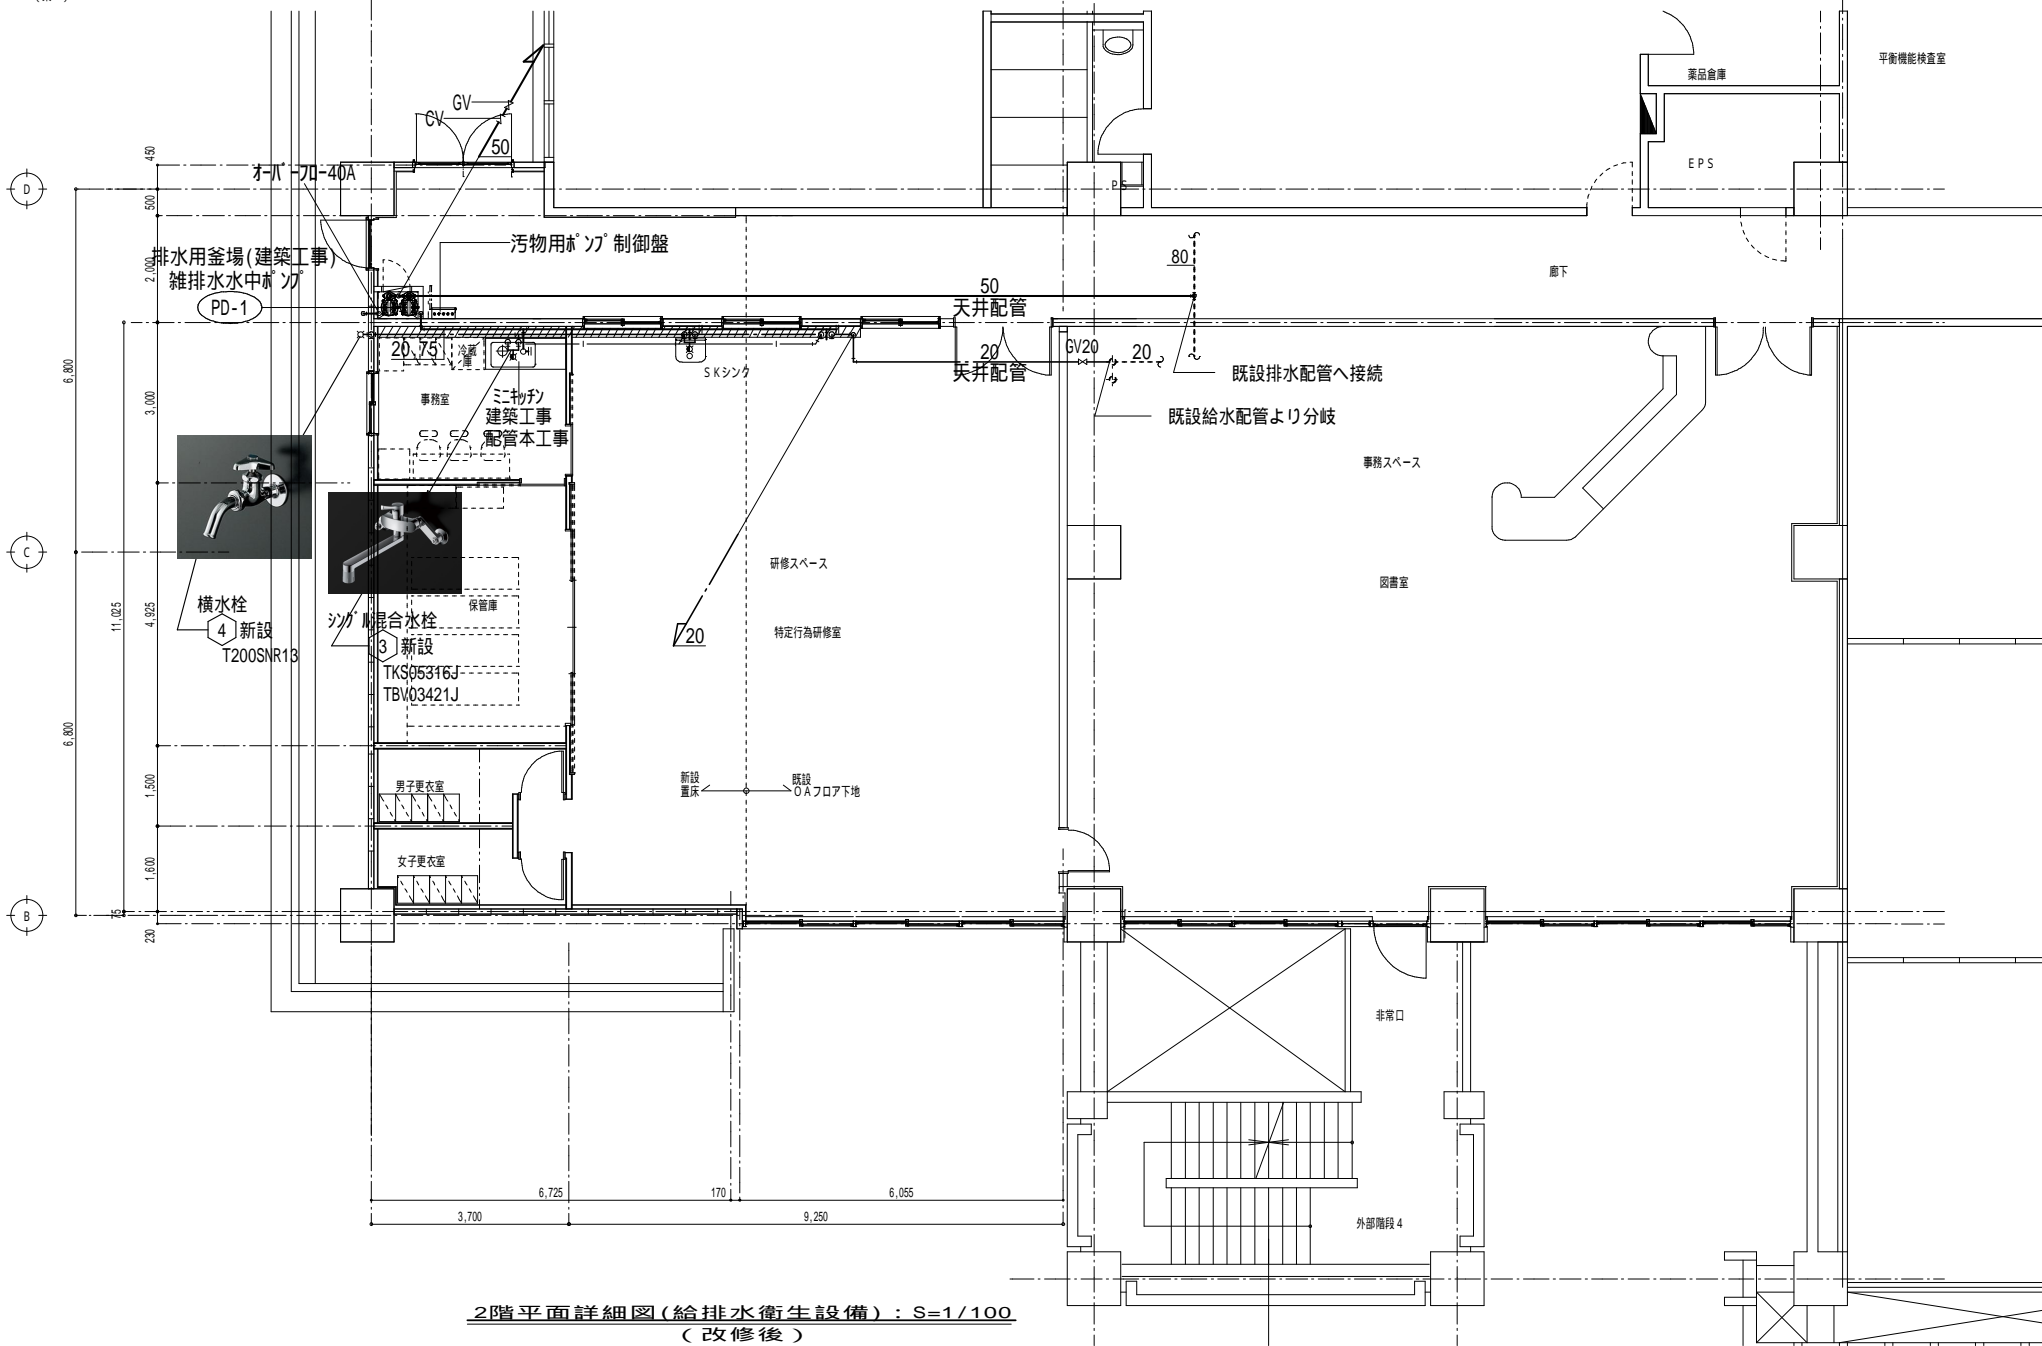 平衡機能検査室
薬品倉庫
GV
CV
50
450
オーバーフロー40A
EPS
D
PS
500
汚物用ポンプ制御盤
排水用釜場(建築工事)
雑排水水中ポンプ
2,000
80
廊下
50
天井配管
PD-1
20
75
冷蔵庫
20
天井配管
GV20
20
SKシンク
既設排水配管へ接続
6,800
3,000
事務室
ミニキッチン
建築工事
配管本工事
既設給水配管より分岐
事務スペース
C
研修スペース
図書室
横水栓
4
新設
T200SNR13
保管庫
シングル混合水栓
3
新設
TKS05316J
TBV03421J
11,025
4,925
特定行為研修室
20
6,800
1,500
男子更衣室
新設
置床
既設
OAフロア下地
1,600
女子更衣室
B
75
230
非常口
6,725
170
6,055
3,700
9,250
外部階段4
2階平面詳細図(給排水衛生設備):S=1/100
(改修後)